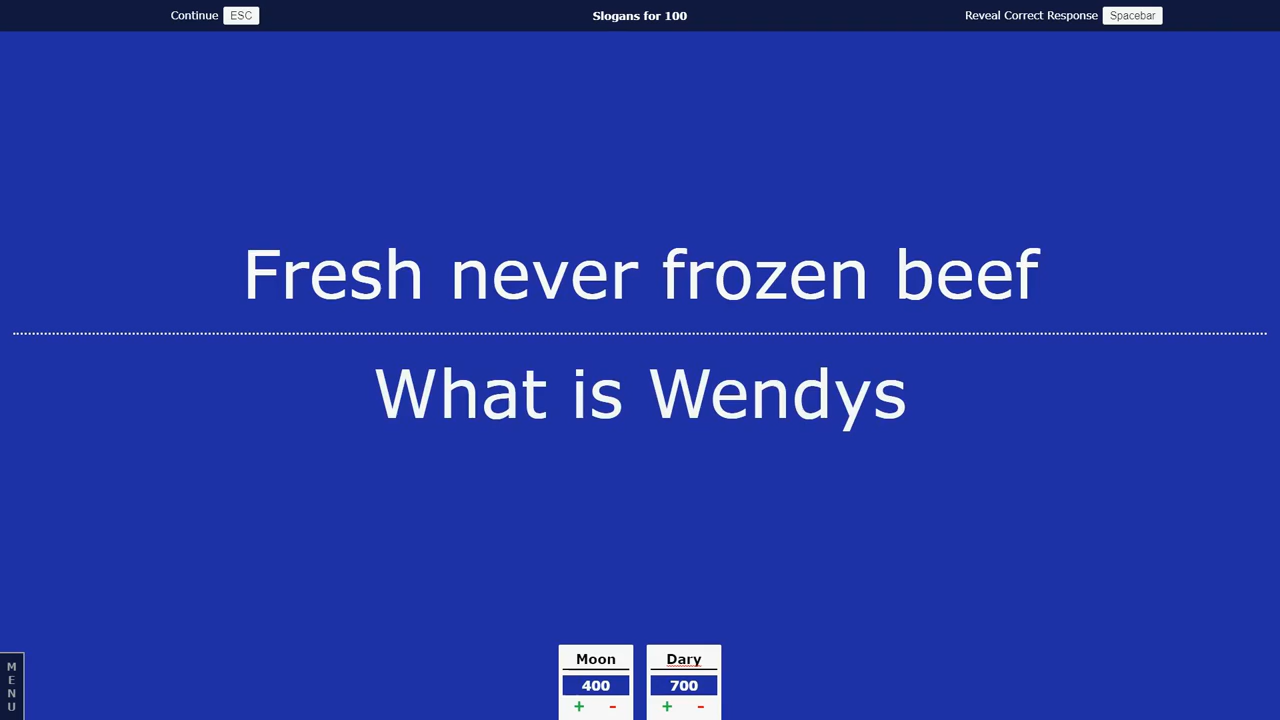 Continue ESC
Slogans for 100
Reveal Correct Response Spacebar
Fresh never frozen beef
What is Wendys
MENU
Moon
400
+ -
Dary
700
+ -